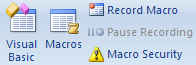 Visual
Basic
Macros
Record Macro
Pause Recording
Macro Security